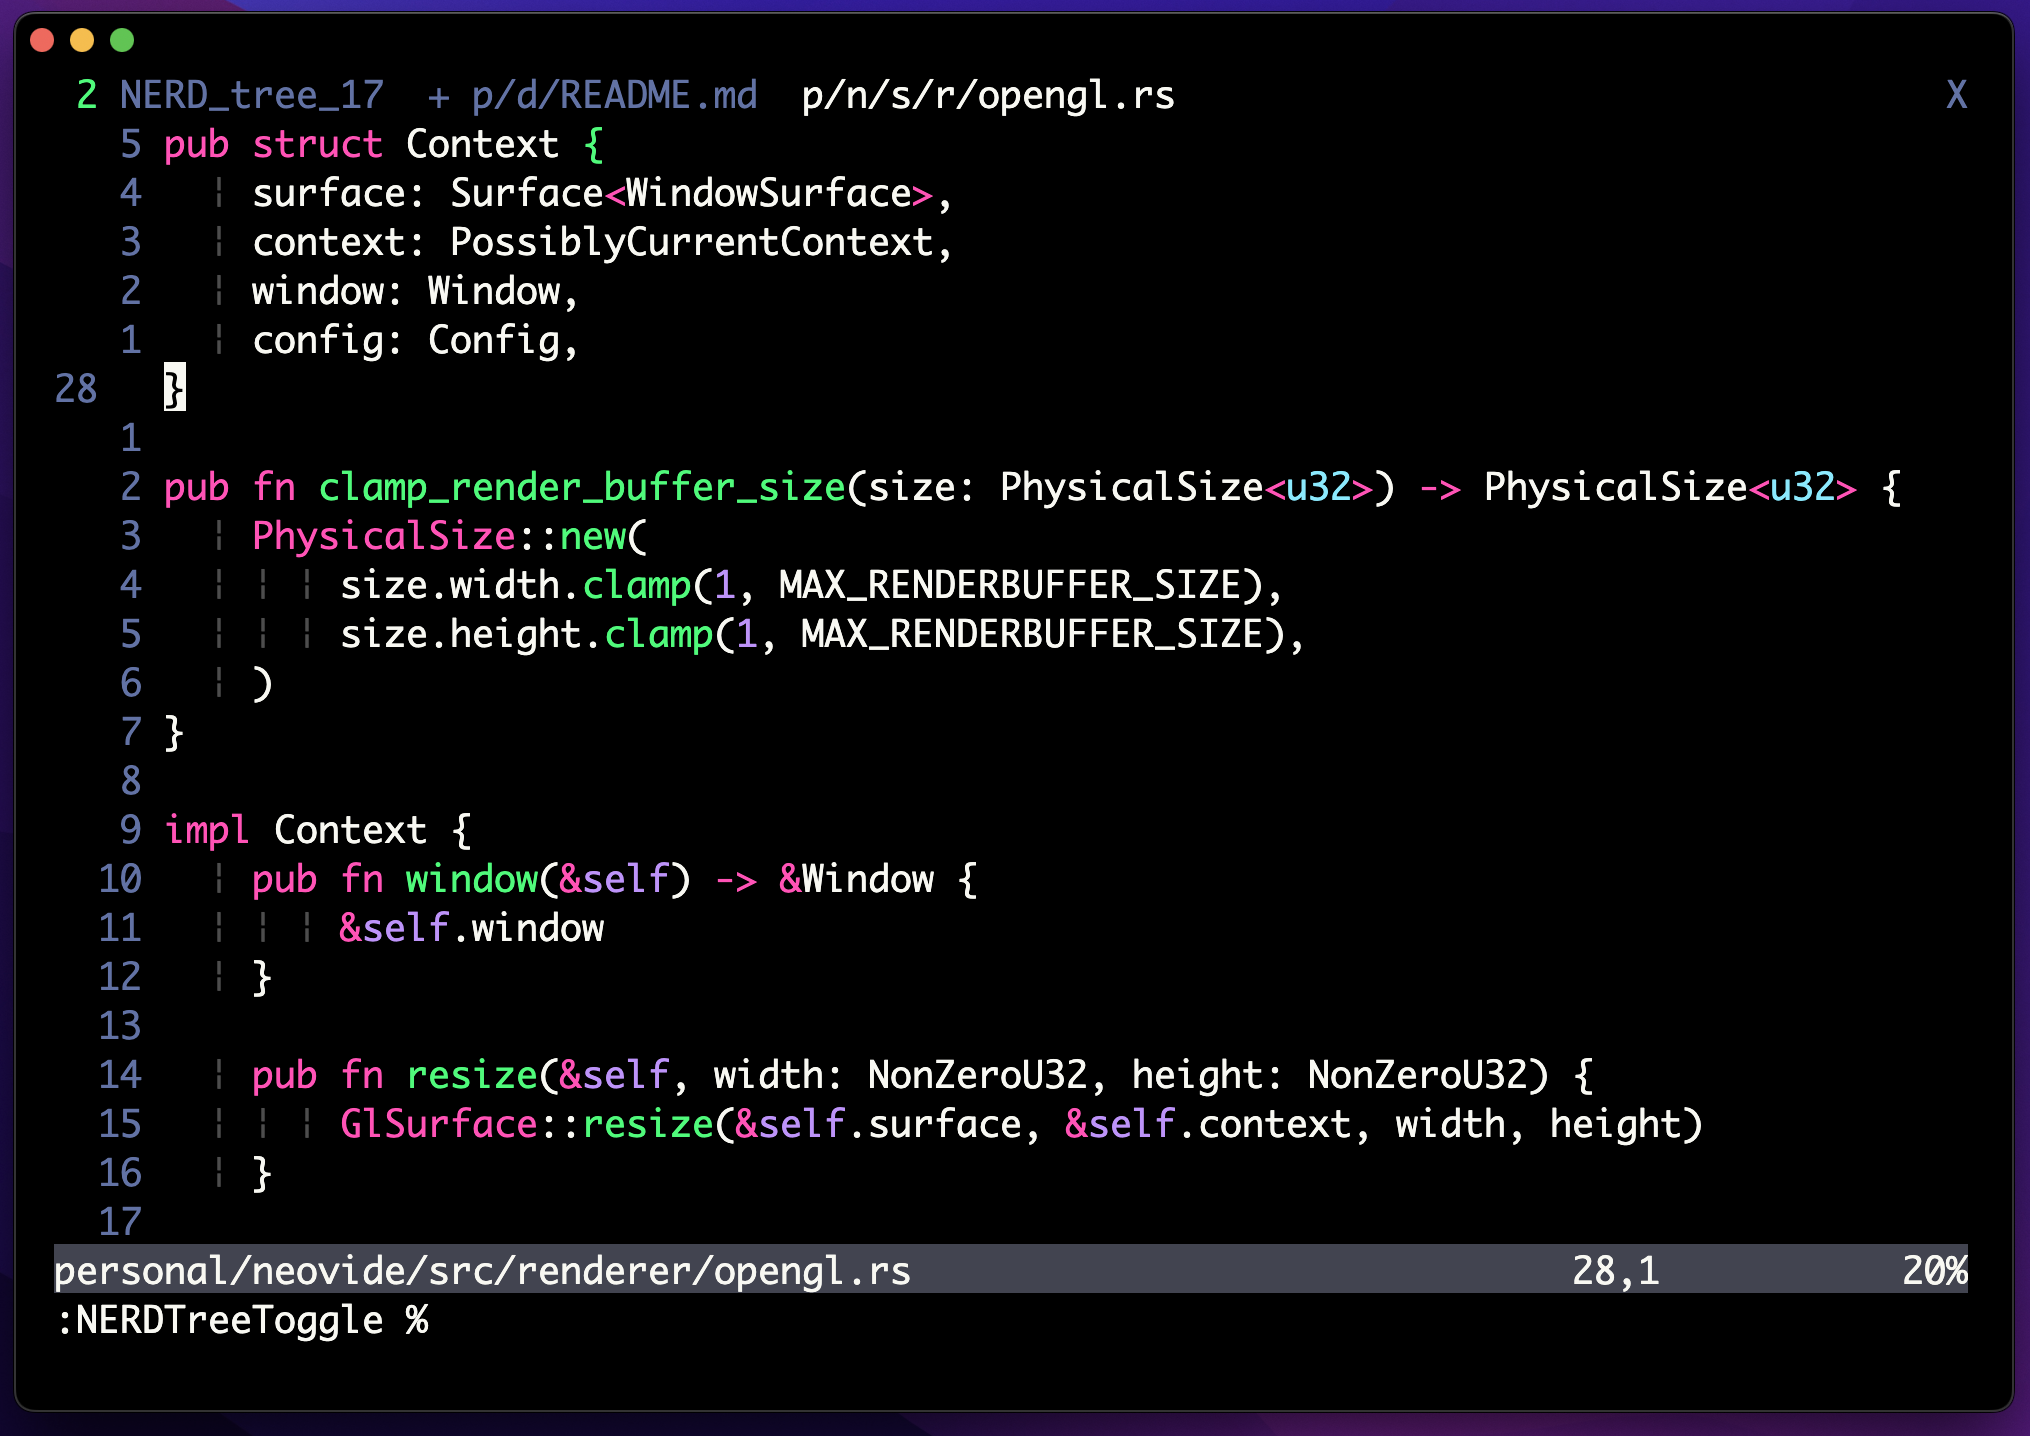 2 NERD_tree_17  + p/d/README.md  p/n/s/r/opengl.rs X
5 pub struct Context {
4 surface: Surface<WindowSurface>,
3 context: PossiblyCurrentContext,
2 window: Window,
1 config: Config,
28 }
1
2 pub fn clamp_render_buffer_size(size: PhysicalSize<u32>) -> PhysicalSize<u32> {
3 PhysicalSize::new(
4 size.width.clamp(1, MAX_RENDERBUFFER_SIZE),
5 size.height.clamp(1, MAX_RENDERBUFFER_SIZE),
6 )
7 }
8
9 impl Context {
10 pub fn window(&self) -> &Window {
11 &self.window
12 }
13
14 pub fn resize(&self, width: NonZeroU32, height: NonZeroU32) {
15 GlSurface::resize(&self.surface, &self.context, width, height)
16 }
17
personal/neovide/src/renderer/opengl.rs 28,1 20%
:NERDTreeToggle %